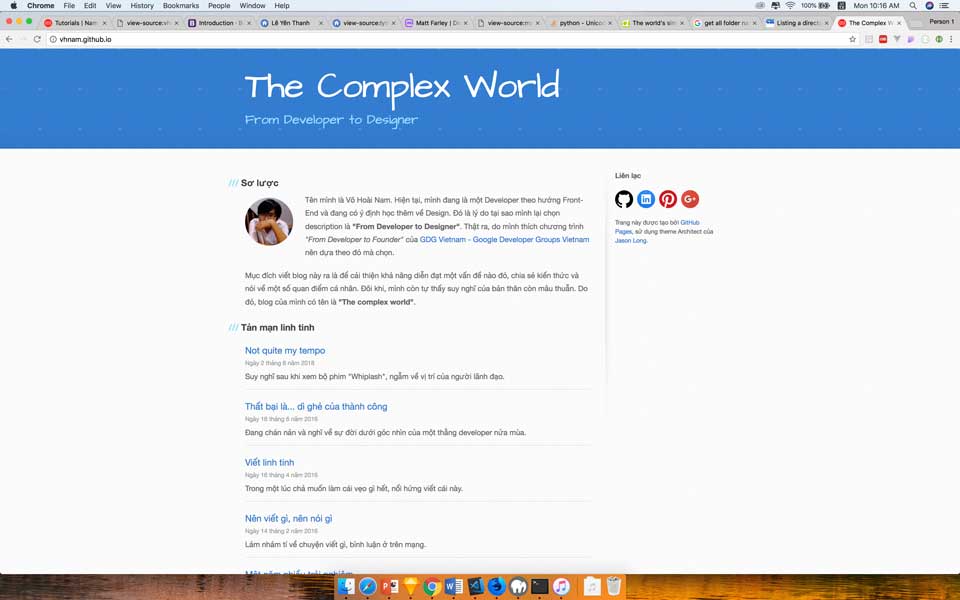 Chrome File Edit View History Bookmarks People Window Help 100% Mon 10:16 AM
Tutorials | Nam view-source:vh Introduction · B Lê Yên Thanh view-source:ty Matt Farley | De view-source:my python - Unico The world's sim get all folder na Listing a direct The Complex W Person 1
vhnam.github.io
The Complex World
From Developer to Designer
/// Sơ lược
Tên mình là Võ Hoài Nam. Hiện tại, mình đang là một Developer theo hướng Front-
End và đang có ý định học thêm về Design. Đó là lý do tại sao mình lại chọn
description là "From Developer to Designer". Thật ra, do mình thích chương trình
"From Developer to Founder" của GDG Vietnam - Google Developer Groups Vietnam
nên dựa theo đó mà chọn.
Mục đích viết blog này ra là để cải thiện khả năng diễn đạt một vấn đề nào đó, chia sẻ kiến thức và
nói về một số quan điểm cá nhân. Đôi khi, mình còn tự thấy suy nghĩ của bản thân còn mâu thuẫn. Do
đó, blog của mình có tên là "The complex world".
/// Tản mạn linh tinh
Not quite my tempo
Ngày 2 tháng 8 năm 2018
Suy nghĩ sau khi xem bộ phim "Whiplash", ngẫm về vị trí của người lãnh đạo.
Thất bại là... dì ghẻ của thành công
Ngày 16 tháng 6 năm 2016
Đang chán nản và nghĩ về sự đời dưới góc nhìn của một thằng developer nửa mùa.
Viết linh tinh
Ngày 16 tháng 4 năm 2016
Trong một lúc chả muốn làm cái vẹo gì hết, nổi hứng viết cái này.
Nên viết gì, nên nói gì
Ngày 14 tháng 2 năm 2016
Lảm nhảm tí về chuyện viết gì, bình luận ở trên mạng.
Một năm nhiều trải nghiệm
Liên lạc
Trang này được tạo bởi GitHub
Pages, sử dụng theme Architect của
Jason Long.